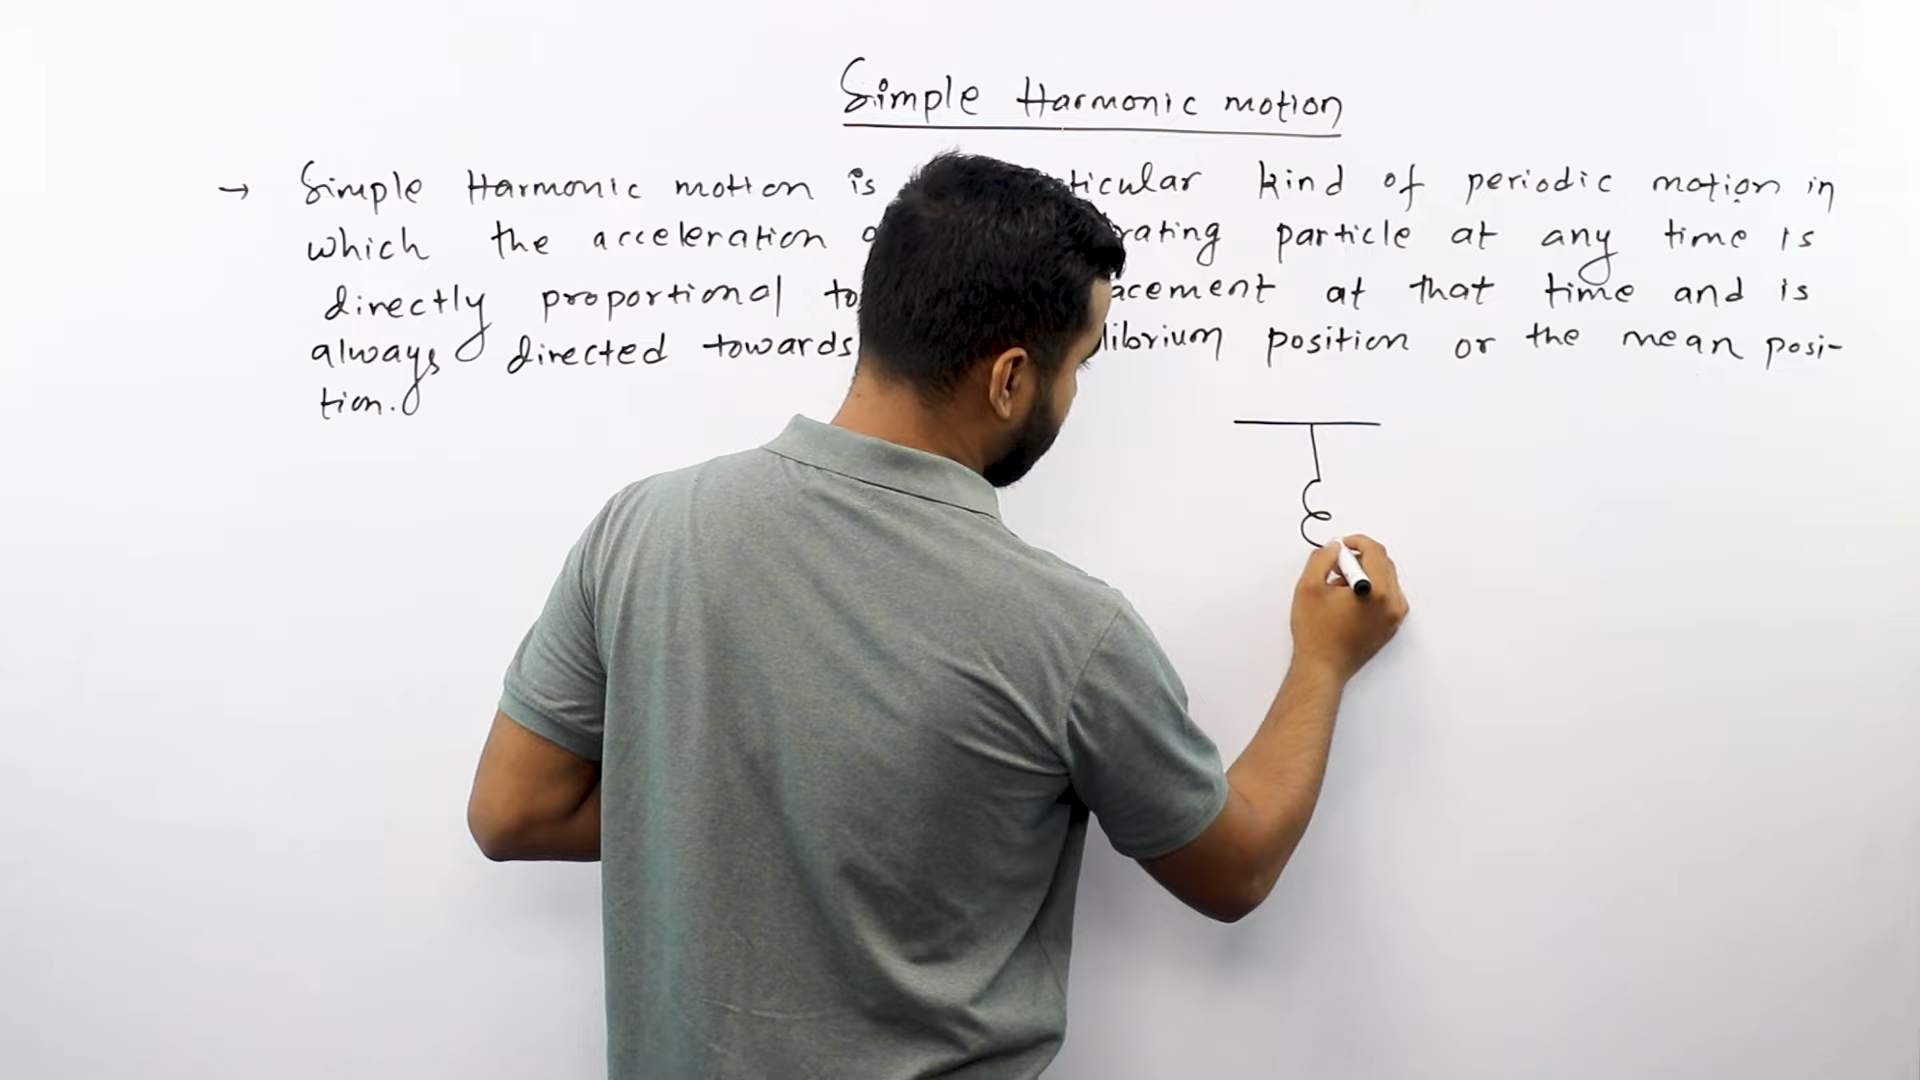 Simple Harmonic motion
→ Simple Harmonic motion is ticular kind of periodic motion in
which the acceleration rating particle at any time is
directly proportional to acement at that time and is
always directed towards librium position or the mean posi-
tion.